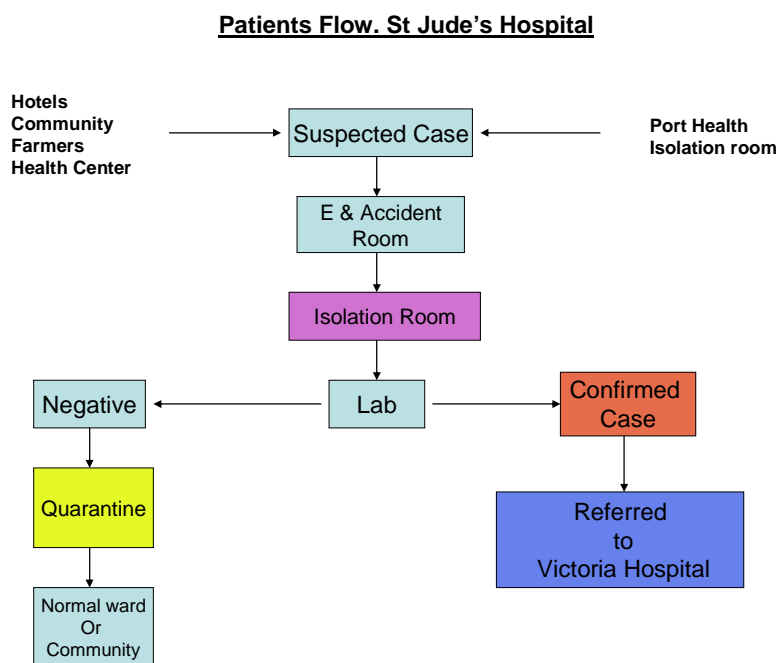 Patients Flow. St Jude's Hospital
Hotels
Community
Farmers
Health Center
Suspected Case
Port Health
Isolation room
E & Accident
Room
Isolation Room
Negative
Lab
Confirmed
Case
Quarantine
Referred
to
Victoria Hospital
Normal ward
Or
Community